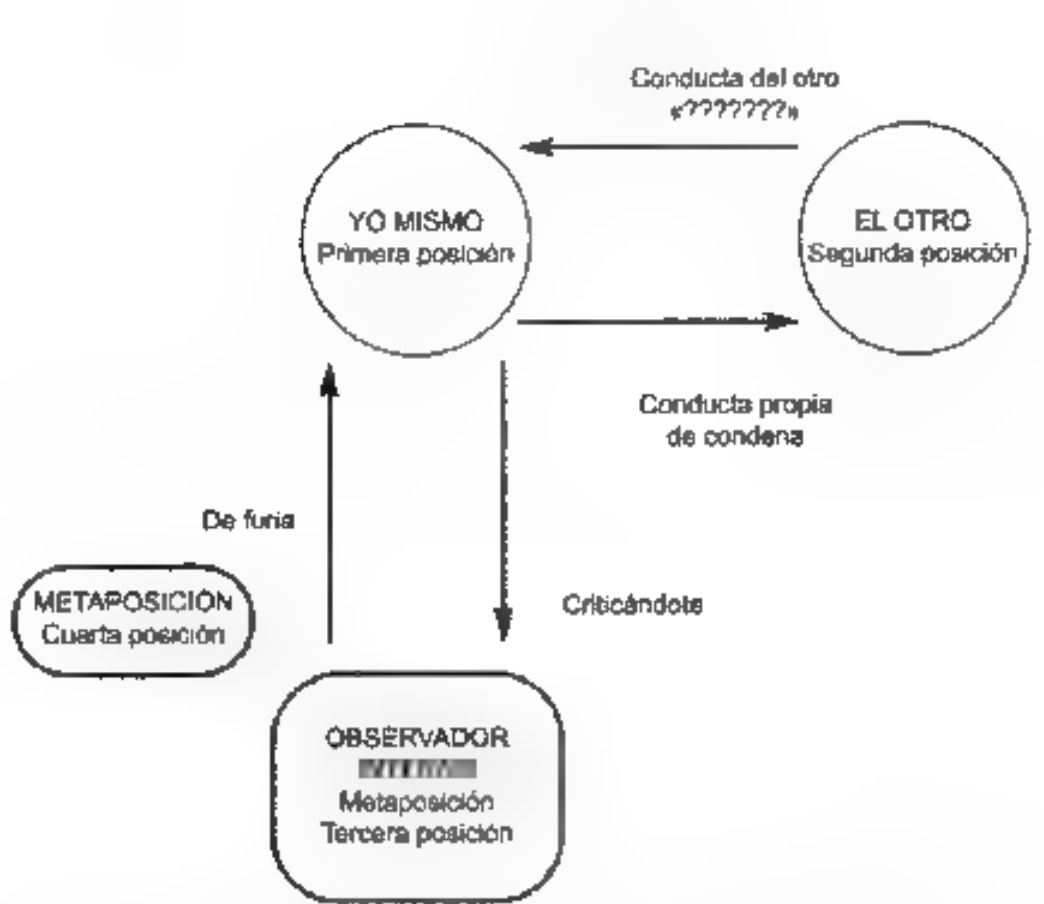 Conducta del otro
«???????»
YO MISMO
Primera posición
EL OTRO
Segunda posición
Conducta propia
de condena
De furia
METAPOSICIÓN
Cuarta posición
Criticándote
OBSERVADOR
Metaposición
Tercera posición